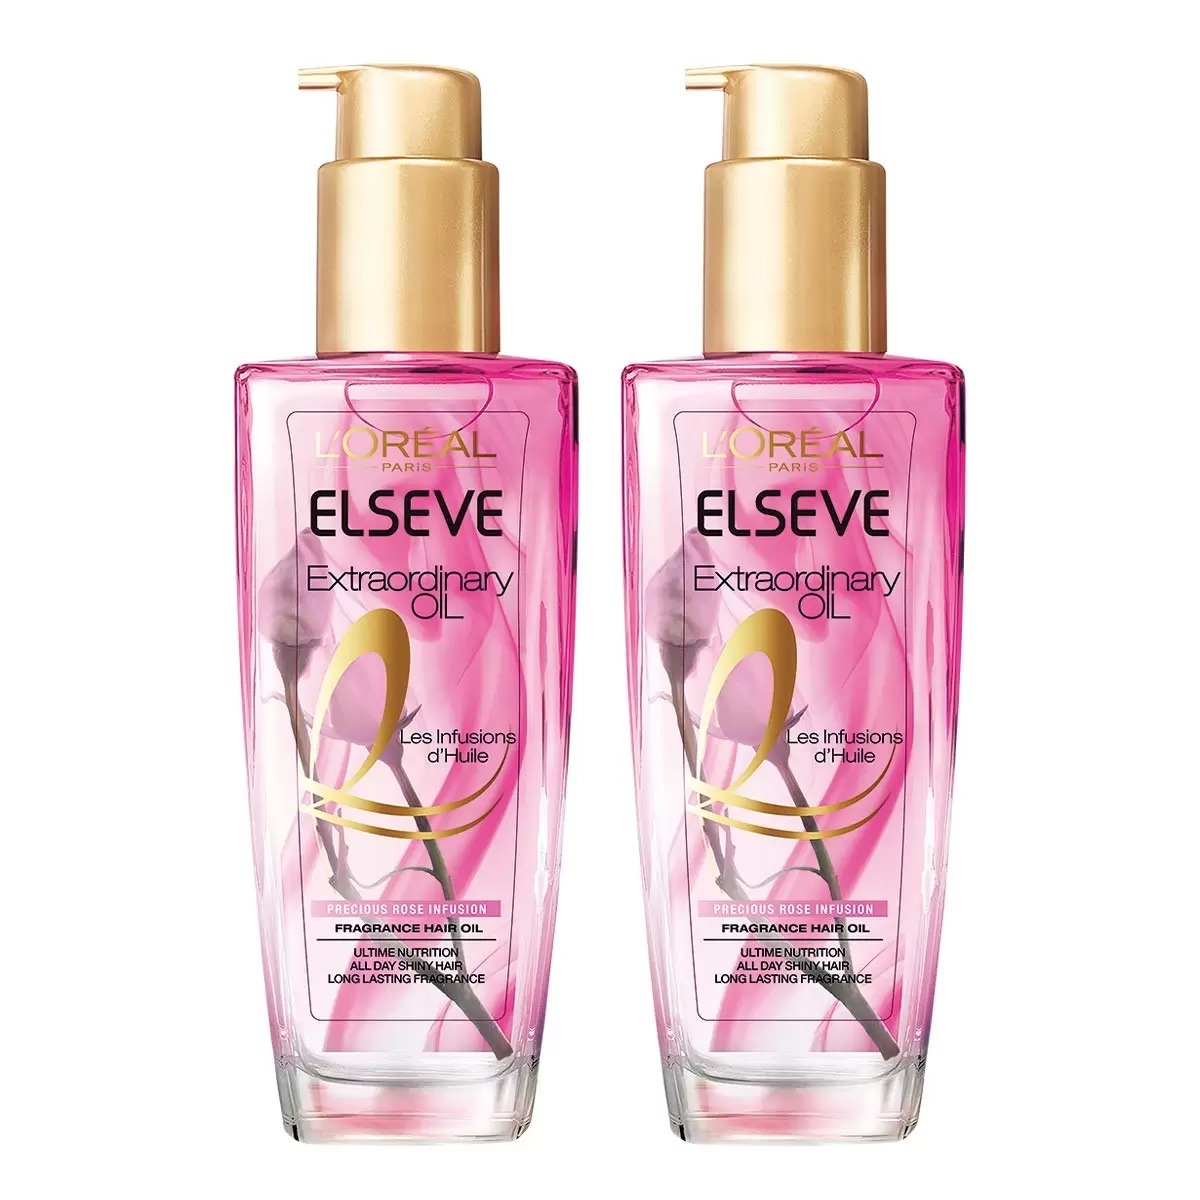 L'ORÉAL
PARIS
ELSEVE
Extraordinary
OIL
Les Infusions
d'Huile
PRECIOUS ROSE INFUSION
FRAGRANCE HAIR OIL
ULTIME NUTRITION
ALL DAY SHINY HAIR
LONG LASTING FRAGRANCE
L'ORÉAL
PARIS
ELSEVE
Extraordinary
OIL
Les Infusions
d'Huile
PRECIOUS ROSE INFUSION
FRAGRANCE HAIR OIL
ULTIME NUTRITION
ALL DAY SHINY HAIR
LONG LASTING FRAGRANCE